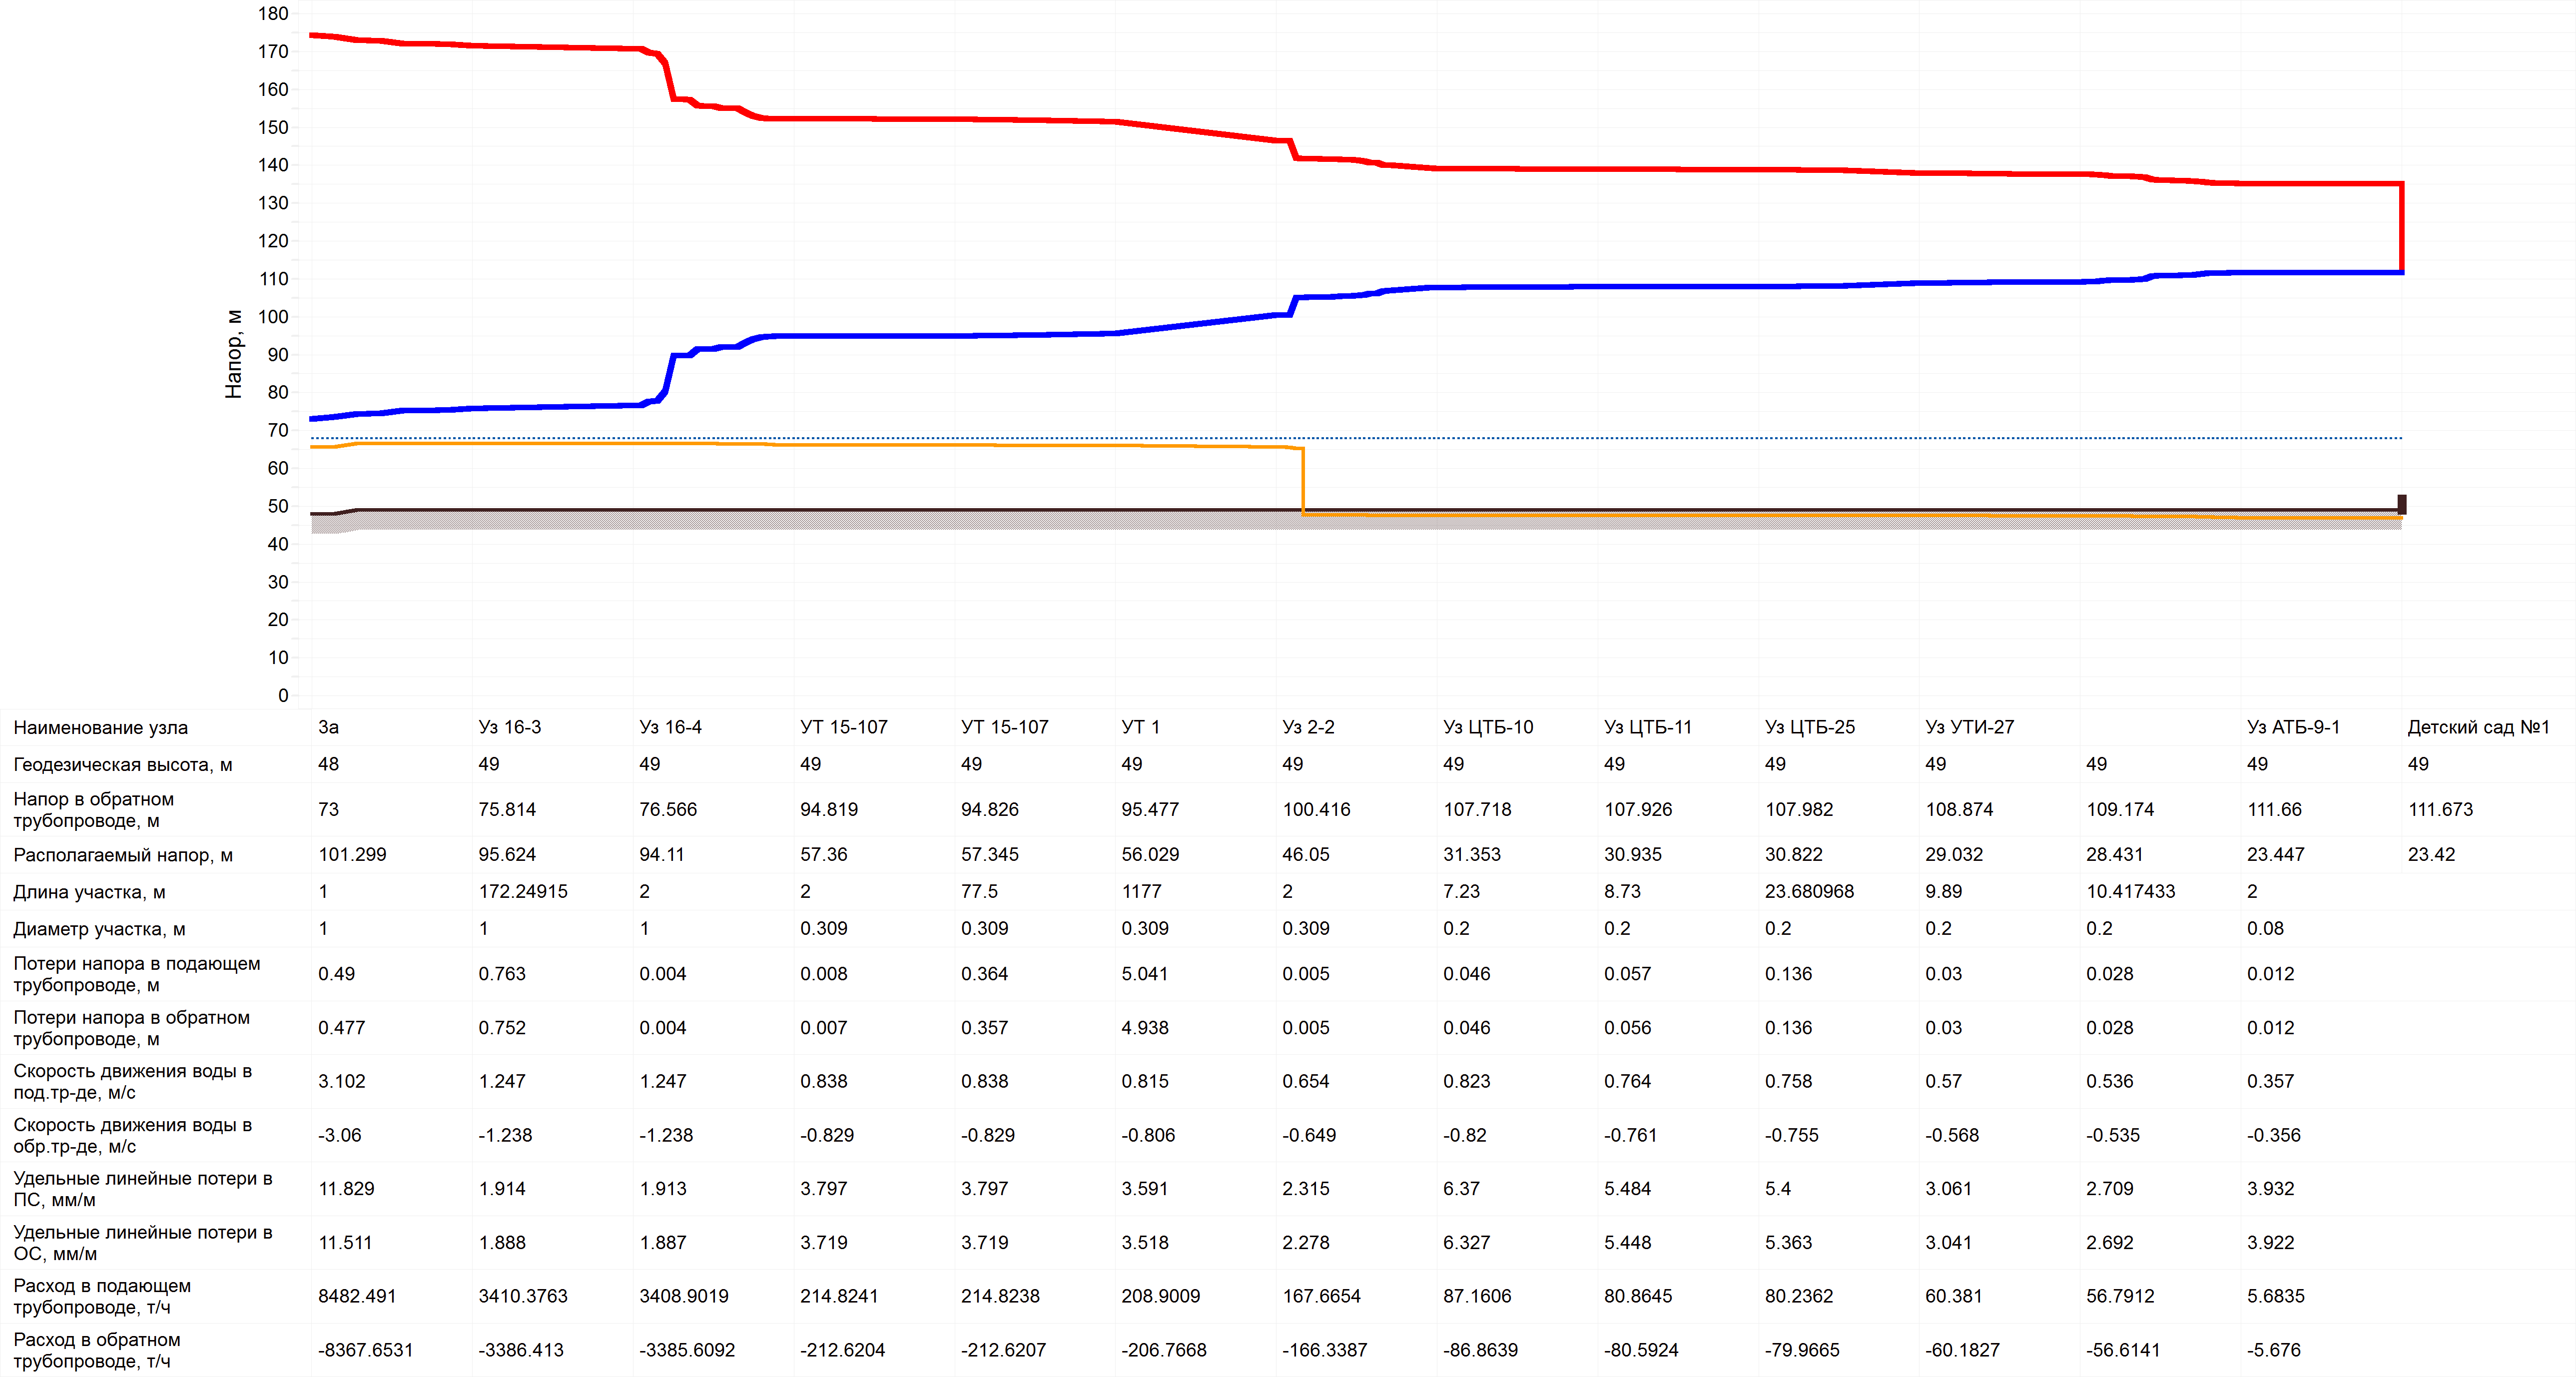 180
170
160
150
140
130
120
110
100
90
80
70
60
50
40
30
20
10
0
Напор, м
Наименование узла 3а Уз 16-3 Уз 16-4 УТ 15-107 УТ 15-107 УТ 1 Уз 2-2 Уз ЦТБ-10 Уз ЦТБ-11 Уз ЦТБ-25 Уз УТИ-27 Уз АТБ-9-1 Детский сад №1
Геодезическая высота, м 48 49 49 49 49 49 49 49 49 49 49 49 49 49
Напор в обратном
трубопроводе, м 73 75.814 76.566 94.819 94.826 95.477 100.416 107.718 107.926 107.982 108.874 109.174 111.66 111.673
Располагаемый напор, м 101.299 95.624 94.11 57.36 57.345 56.029 46.05 31.353 30.935 30.822 29.032 28.431 23.447 23.42
Длина участка, м 1 172.24915 2 2 77.5 1177 2 7.23 8.73 23.680968 9.89 10.417433 2
Диаметр участка, м 1 1 1 0.309 0.309 0.309 0.309 0.2 0.2 0.2 0.2 0.2 0.08
Потери напора в подающем
трубопроводе, м 0.49 0.763 0.004 0.008 0.364 5.041 0.005 0.046 0.057 0.136 0.03 0.028 0.012
Потери напора в обратном
трубопроводе, м 0.477 0.752 0.004 0.007 0.357 4.938 0.005 0.046 0.056 0.136 0.03 0.028 0.012
Скорость движения воды в
под.тр-де, м/с 3.102 1.247 1.247 0.838 0.838 0.815 0.654 0.823 0.764 0.758 0.57 0.536 0.357
Скорость движения воды в
обр.тр-де, м/с -3.06 -1.238 -1.238 -0.829 -0.829 -0.806 -0.649 -0.82 -0.761 -0.755 -0.568 -0.535 -0.356
Удельные линейные потери в
ПС, мм/м 11.829 1.914 1.913 3.797 3.797 3.591 2.315 6.37 5.484 5.4 3.061 2.709 3.932
Удельные линейные потери в
ОС, мм/м 11.511 1.888 1.887 3.719 3.719 3.518 2.278 6.327 5.448 5.363 3.041 2.692 3.922
Расход в подающем
трубопроводе, т/ч 8482.491 3410.3763 3408.9019 214.8241 214.8238 208.9009 167.6654 87.1606 80.8645 80.2362 60.381 56.7912 5.6835
Расход в обратном
трубопроводе, т/ч -8367.6531 -3386.413 -3385.6092 -212.6204 -212.6207 -206.7668 -166.3387 -86.8639 -80.5924 -79.9665 -60.1827 -56.6141 -5.676